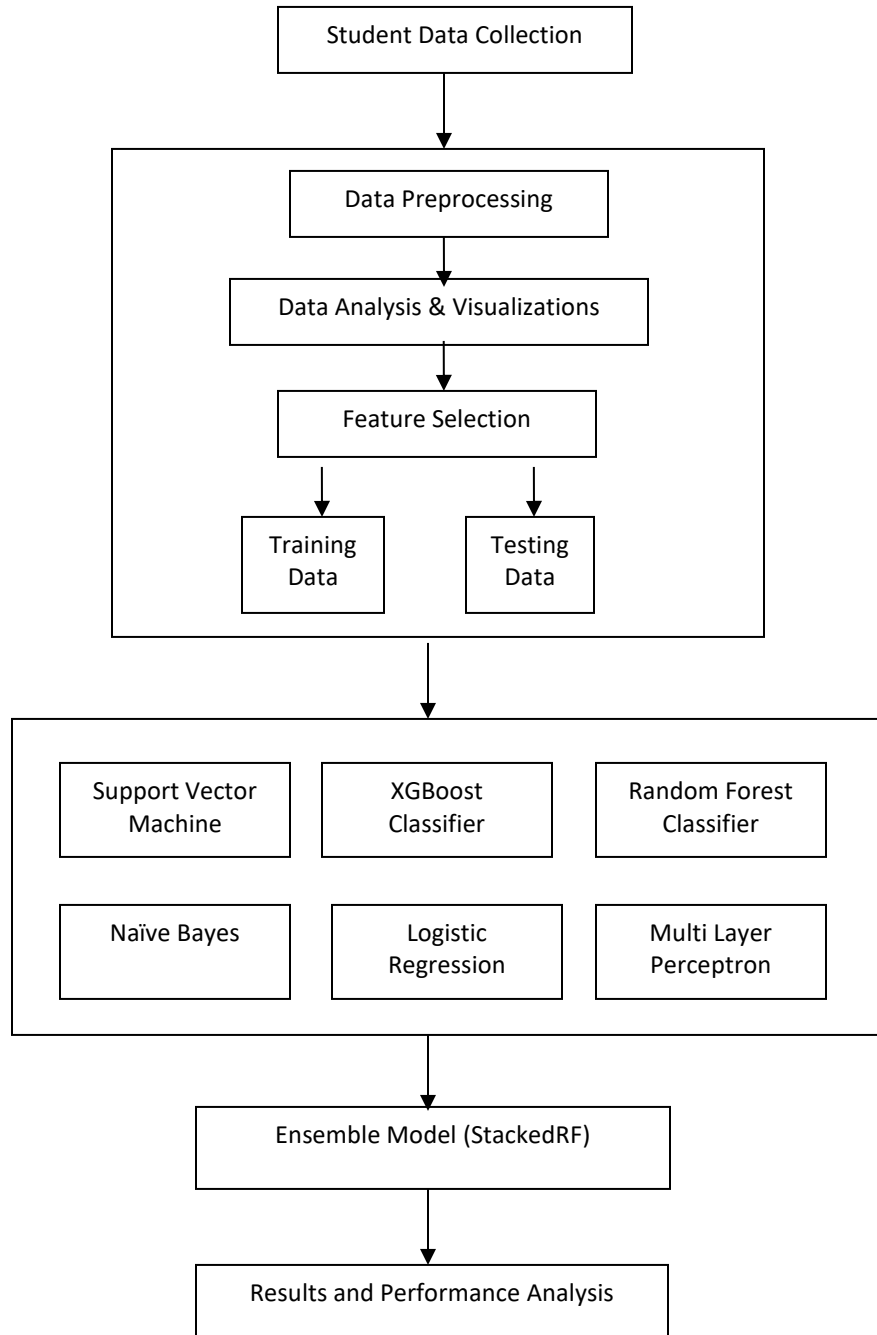 Student Data Collection
Data Preprocessing
Data Analysis & Visualizations
Feature Selection
Training
Data
Testing
Data
Support Vector
Machine
XGBoost
Classifier
Random Forest
Classifier
Naïve Bayes
Logistic
Regression
Multi Layer
Perceptron
Ensemble Model (StackedRF)
Results and Performance Analysis